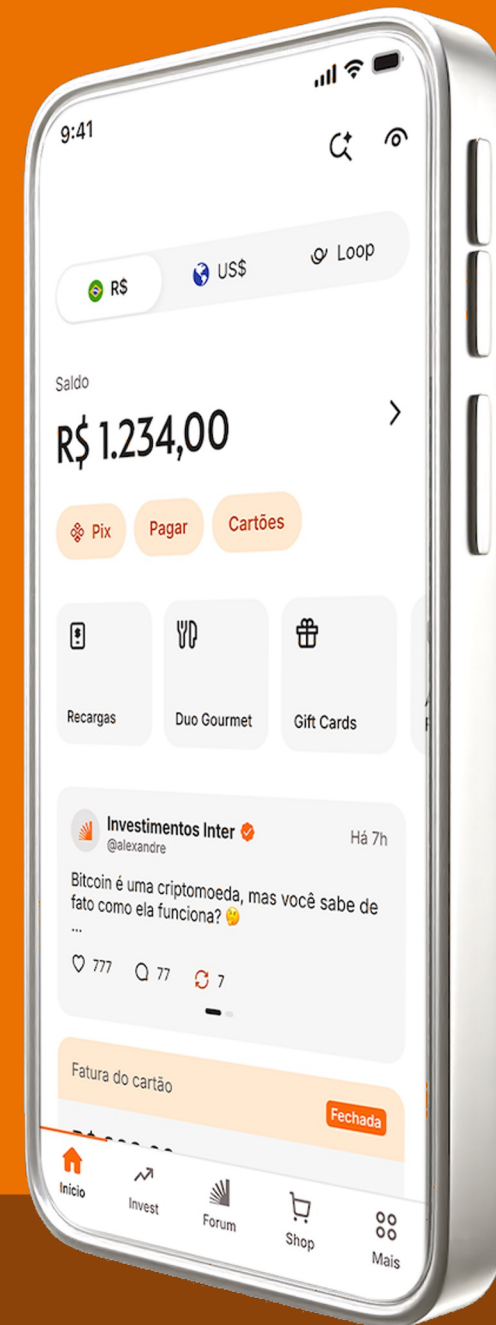 9:41
R$
US$
Loop
Saldo
R$ 1.234,00
Pix
Pagar
Cartões
Recargas
Duo Gourmet
Gift Cards
Investimentos Inter
Há 7h
@alexandre
Bitcoin é uma criptomoeda, mas você sabe de
fato como ela funciona? 🤔
...
777
77
7
Fatura do cartão
Fechada
Início
Invest
Forum
Shop
Mais